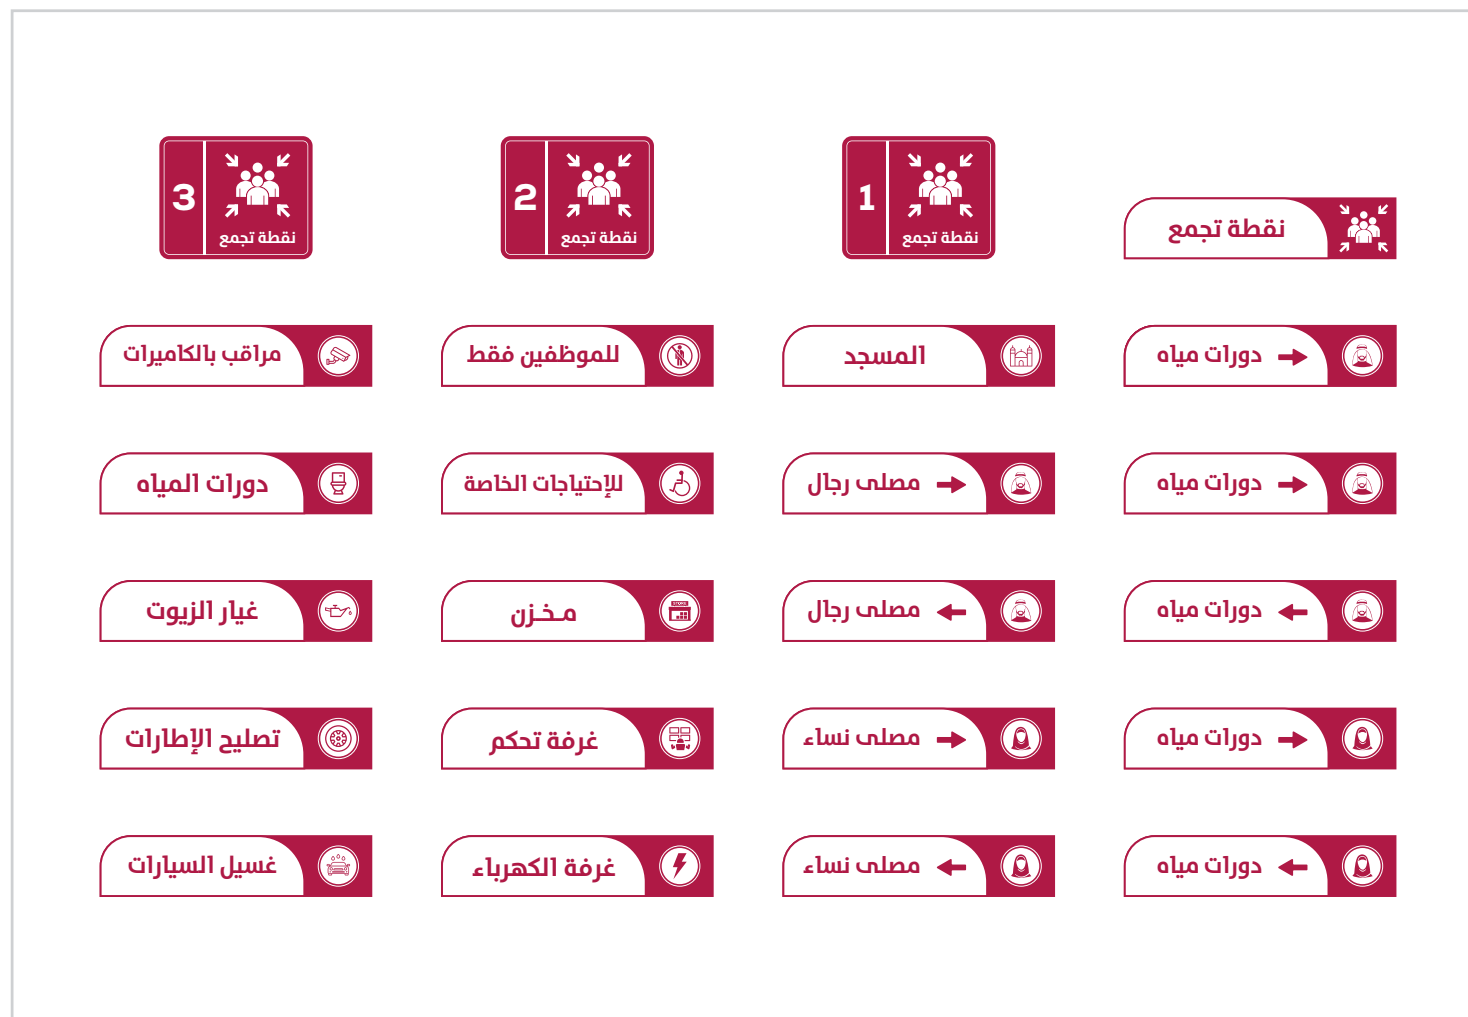 نقطة تجمع
1
نقطة تجمع
2
نقطة تجمع
3
نقطة تجمع
دورات مياه
المسجد
للموظفين فقط
مراقب بالكاميرات
دورات مياه
مصلى رجال
للإحتياجات الخاصة
دورات المياه
دورات مياه
مصلى رجال
STORE
مـخـزن
غيار الزيوت
دورات مياه
مصلى نساء
غرفة تحكم
تصليح الإطارات
دورات مياه
مصلى نساء
غرفة الكهرباء
غسيل السيارات